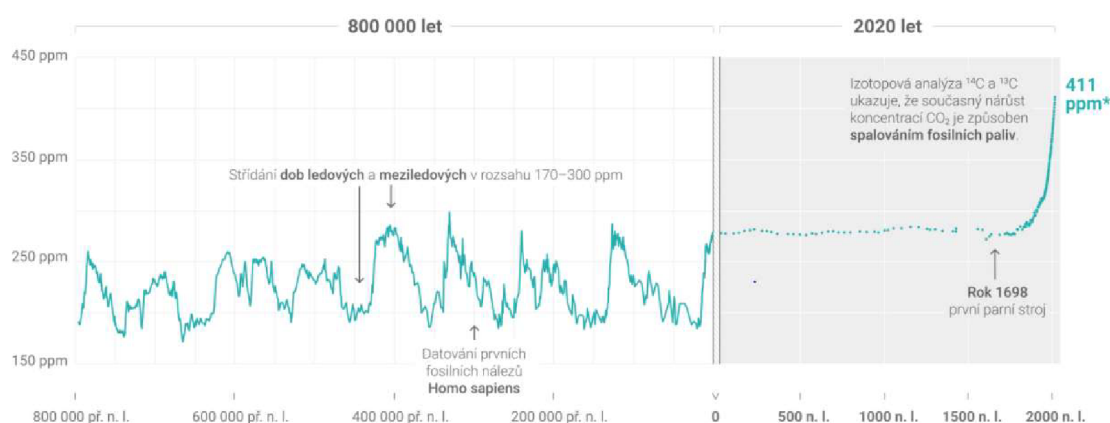 800 000 let
2020 let
450 ppm
350 ppm
250 ppm
150 ppm
Střídání dob ledových a meziledových v rozsahu 170–300 ppm
Datování prvních
fosilních nálezů
Homo sapiens
Izotopová analýza ¹⁴C a ¹³C
ukazuje, že současný nárůst
koncentrací CO₂ je způsoben
spalováním fosilních paliv.
411
ppm*
Rok 1698
první parní stroj
800 000 př. n. l.
600 000 př. n. l.
400 000 př. n. l.
200 000 př. n. l.
0
500 n. l.
1000 n. l.
1500 n. l.
2000 n. l.